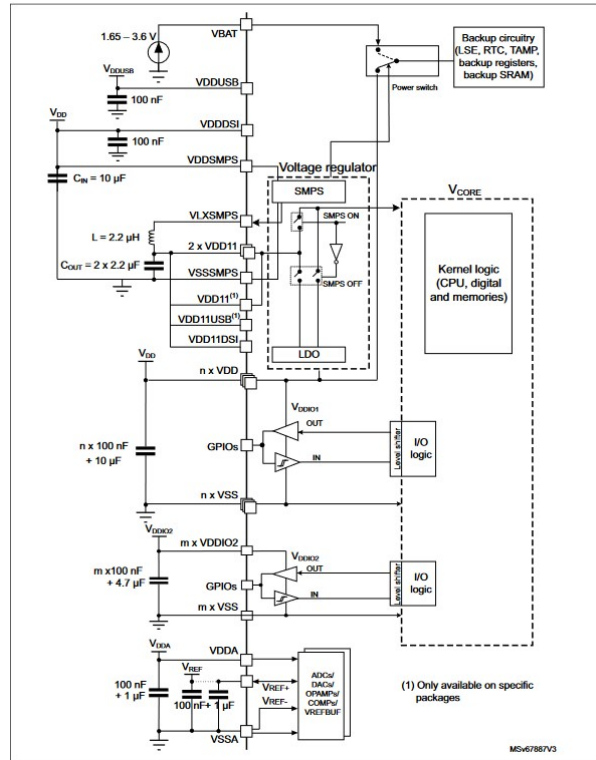 VBAT
1.65 – 3.6 V
Backup circuitry
(LSE, RTC, TAMP,
backup registers,
backup SRAM)
Power switch
VDDUSB
VDDUSB
100 nF
VDD
VDDDSI
100 nF
VDDSMPS
CIN = 10 µF
Voltage regulator
SMPS
VCORE
VLXSMPS
SMPS ON
L = 2.2 µH
2 x VDD11
COUT = 2 x 2.2 µF
VSSSMPS
SMPS OFF
Kernel logic
(CPU, digital
and memories)
VDD11(1)
VDD11USB(1)
VDD11DSI
LDO
VDD
n x VDD
VDDIO1
OUT
n x 100 nF
+ 10 µF
GPIOs
IN
Level shifter
I/O
logic
n x VSS
VDDIO2
m x VDDIO2
VDDIO2
OUT
m x100 nF
+ 4.7 µF
GPIOs
IN
Level shifter
I/O
logic
m x VSS
VDDA
VDDA
VREF
100 nF
+ 1 µF
100 nF+ 1 µF
VREF+
VREF-
ADCs/
DACs/
OPAMPs/
COMPs/
VREFBUF
VSSA
(1) Only available on specific
packages
MSv67887V3